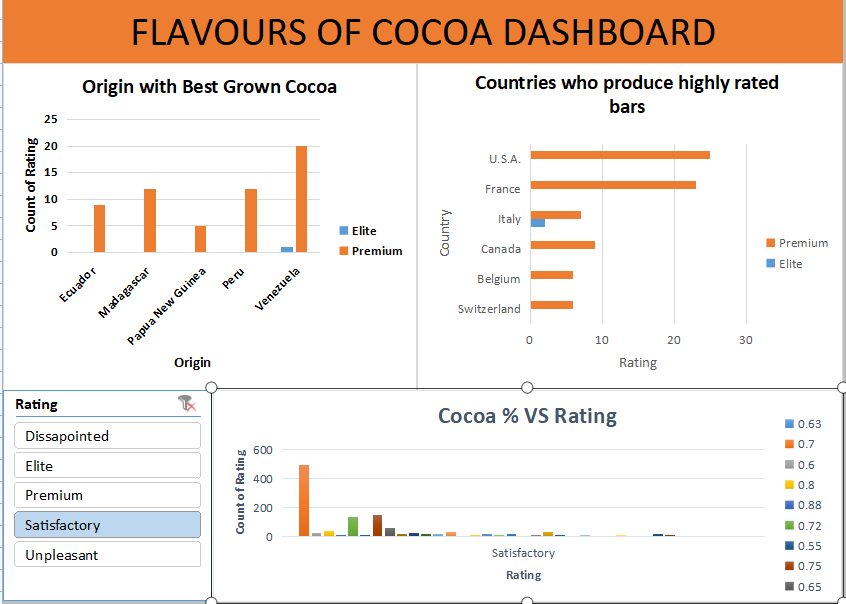 FLAVOURS OF COCOA DASHBOARD
Origin with Best Grown Cocoa
Count of Rating
25
20
15
10
5
0
Ecuador
Madagascar
Papua New Guinea
Peru
Venezuela
Origin
Elite
Premium
Countries who produce highly rated
bars
Country
U.S.A.
France
Italy
Canada
Belgium
Switzerland
0
10
20
30
Rating
Premium
Elite
Rating
Dissapointed
Elite
Premium
Satisfactory
Unpleasant
Cocoa % VS Rating
Count of Rating
600
400
200
0
Satisfactory
Rating
0.63
0.7
0.6
0.8
0.88
0.72
0.55
0.75
0.65